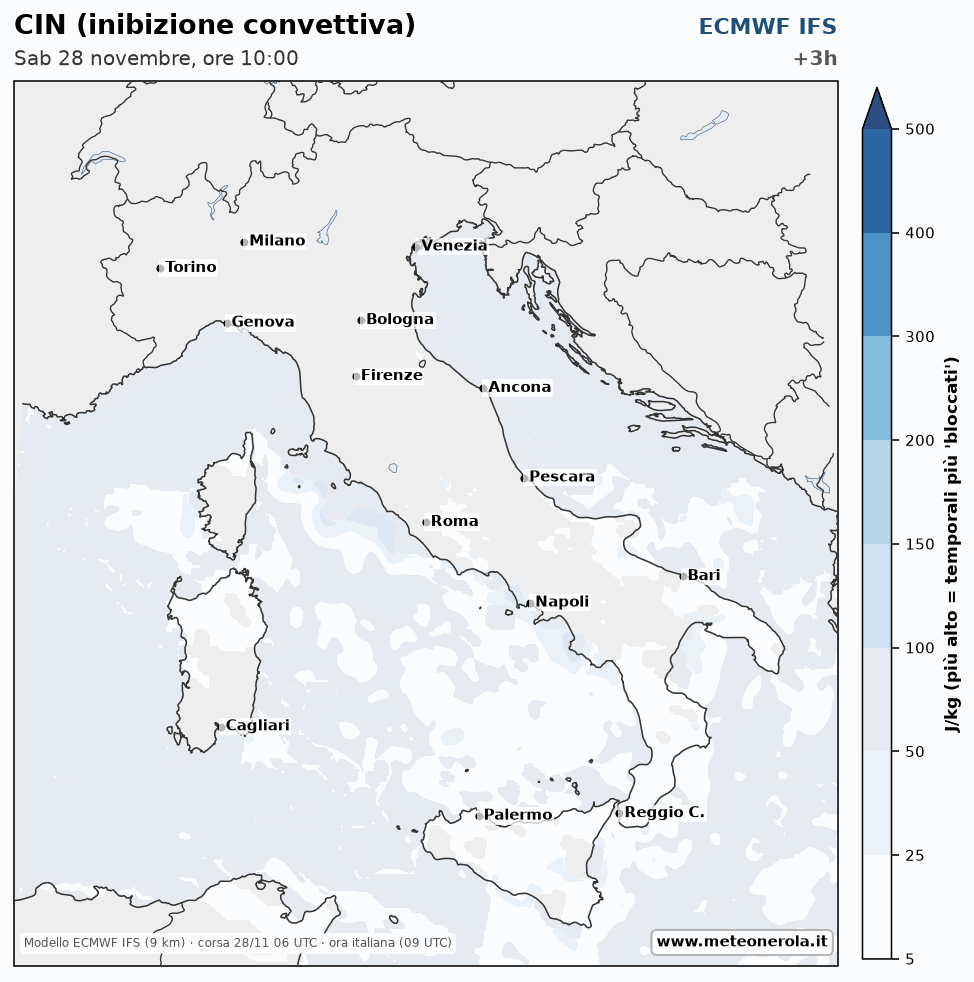 CIN (inibizione convettiva)
ECMWF IFS
Sab 28 novembre, ore 10:00
+3h
Milano
Venezia
Torino
Genova
Bologna
Firenze
Ancona
Pescara
Roma
Bari
Napoli
Cagliari
Palermo
Reggio C.
Modello ECMWF IFS (9 km) · corsa 28/11 06 UTC · ora italiana (09 UTC)
www.meteonerola.it
500
400
300
200
150
100
50
25
5
J/kg (più alto = temporali più 'bloccati')